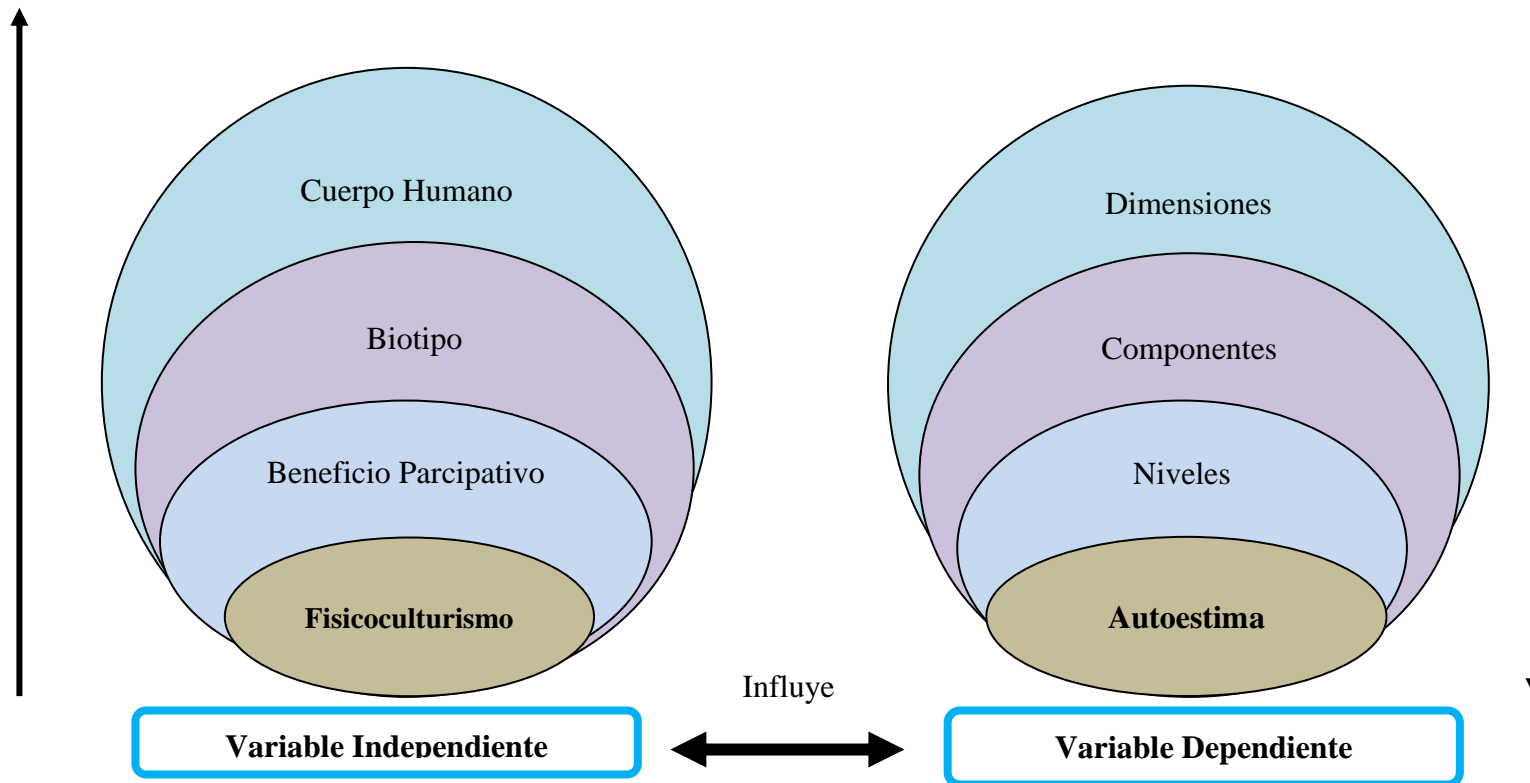 Cuerpo Humano
Biotipo
Beneficio Parcipativo
Fisicoculturismo
Dimensiones
Componentes
Niveles
Autoestima
Influye
Variable Independiente
Variable Dependiente